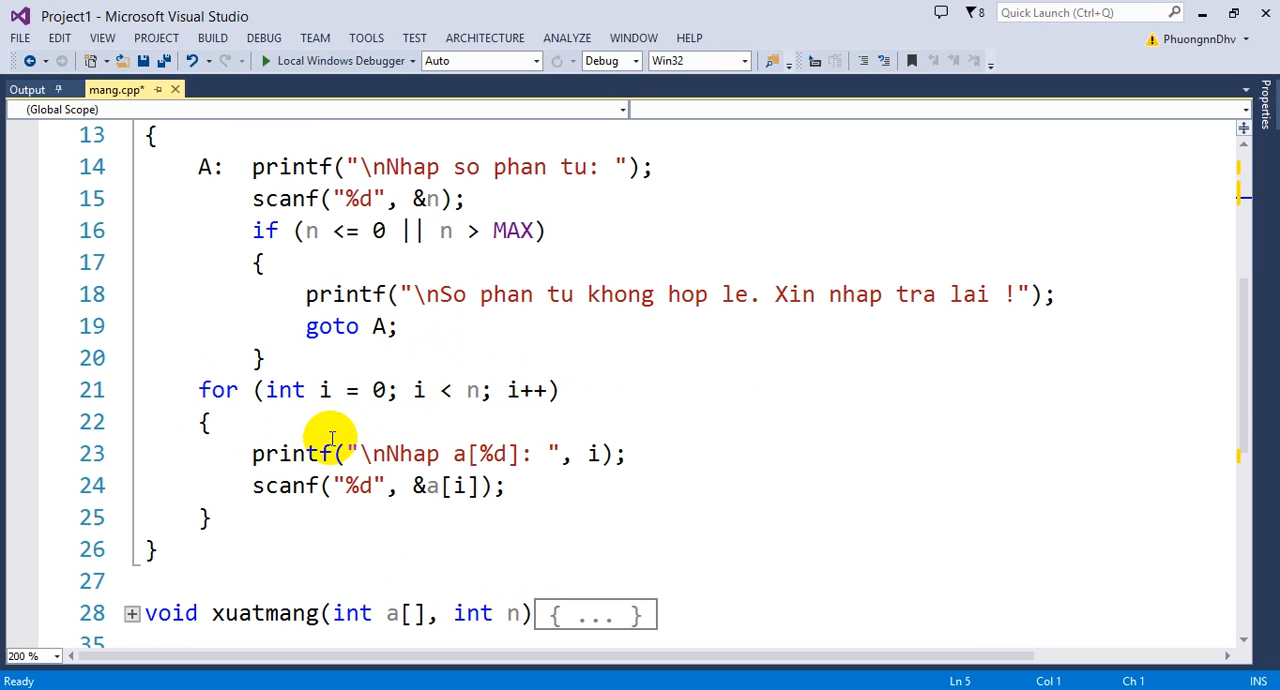 Project1 - Microsoft Visual Studio
8
Quick Launch (Ctrl+Q)
FILE EDIT VIEW PROJECT BUILD DEBUG TEAM TOOLS TEST ARCHITECTURE ANALYZE WINDOW HELP
PhuongnnDhv
Local Windows Debugger Auto Debug Win32
Output mang.cpp*
Properties
(Global Scope)
13 {
14 A: printf("\nNhap so phan tu: ");
15 scanf("%d", &n);
16 if (n <= 0 || n > MAX)
17 {
18 printf("\nSo phan tu khong hop le. Xin nhap tra lai !");
19 goto A;
20 }
21 for (int i = 0; i < n; i++)
22 {
23 printf("\nNhap a[%d]: ", i);
24 scanf("%d", &a[i]);
25 }
26 }
27
28 void xuatmang(int a[], int n){ ... }
35
200 %
Ready Ln 5 Col 1 Ch 1 INS